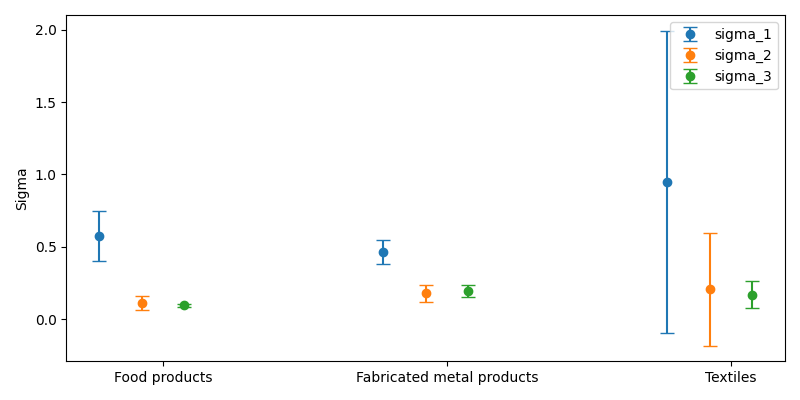 2.0
1.5
1.0
0.5
0.0
Sigma
sigma_1
sigma_2
sigma_3
Food products
Fabricated metal products
Textiles